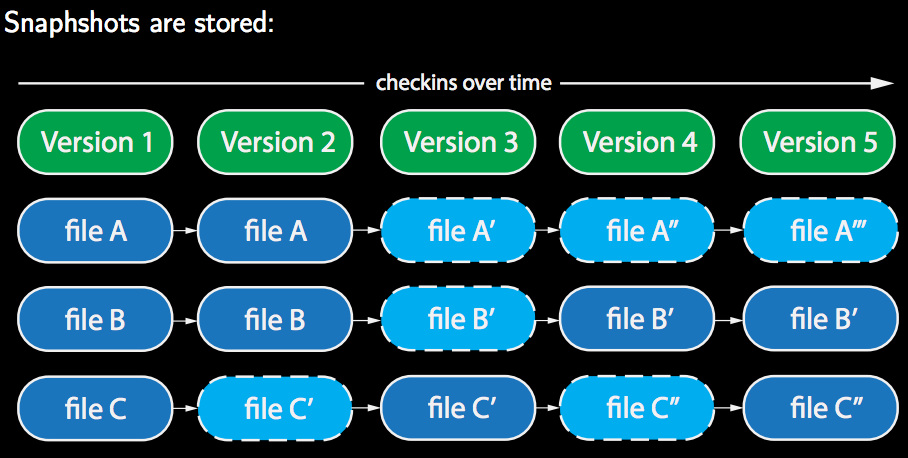 Snaphshots are stored:
checkins over time
Version 1 Version 2 Version 3 Version 4 Version 5
file A file A file A′ file A″ file A‴
file B file B file B′ file B′ file B′
file C file C′ file C′ file C″ file C″